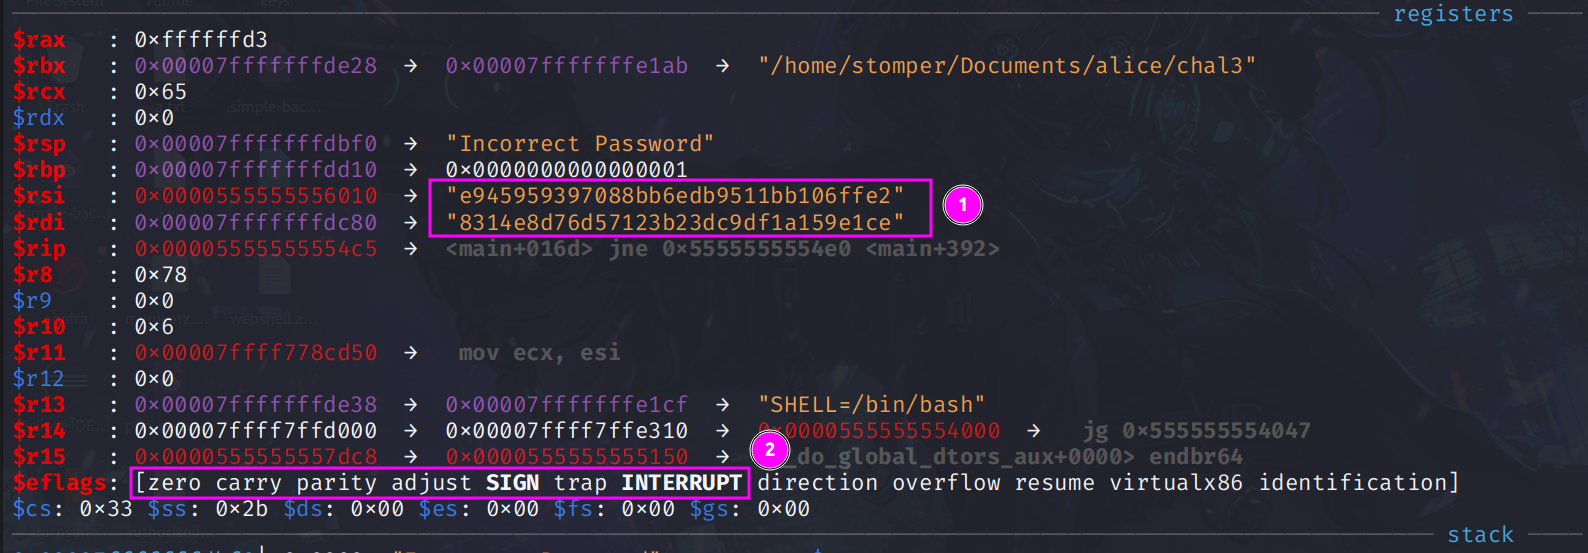 registers
$rax : 0×ffffffd3
$rbx : 0×00007fffffffde28 → 0×00007fffffffe1ab → "/home/stomper/Documents/alice/chal3"
$rcx : 0×65
$rdx : 0×0
$rsp : 0×00007fffffffdbf0 → "Incorrect Password"
$rbp : 0×00007fffffffdd10 → 0×0000000000000001
$rsi : 0×0000555555556010 → "e945959397088bb6edb9511bb106ffe2"
$rdi : 0×00007fffffffdc80 → "8314e8d76d57123b23dc9df1a159e1ce"
1
$rip : 0×00005555555554c5 → <main+016d> jne 0×5555555554e0 <main+392>
$r8 : 0×78
$r9 : 0×0
$r10 : 0×6
$r11 : 0×00007ffff778cd50 → mov ecx, esi
$r12 : 0×0
$r13 : 0×00007fffffffde38 → 0×00007fffffffe1cf → "SHELL=/bin/bash"
$r14 : 0×00007ffff7ffd000 → 0×00007ffff7ffe310 → 0×0000555555554000 → jg 0×555555554047
2
$r15 : 0×0000555555557dc8 → 0×0000555555555150 → _do_global_dtors_aux+0000> endbr64
$eflags: [zero carry parity adjust SIGN trap INTERRUPT direction overflow resume virtualx86 identification]
$cs: 0×33 $ss: 0×2b $ds: 0×00 $es: 0×00 $fs: 0×00 $gs: 0×00
stack